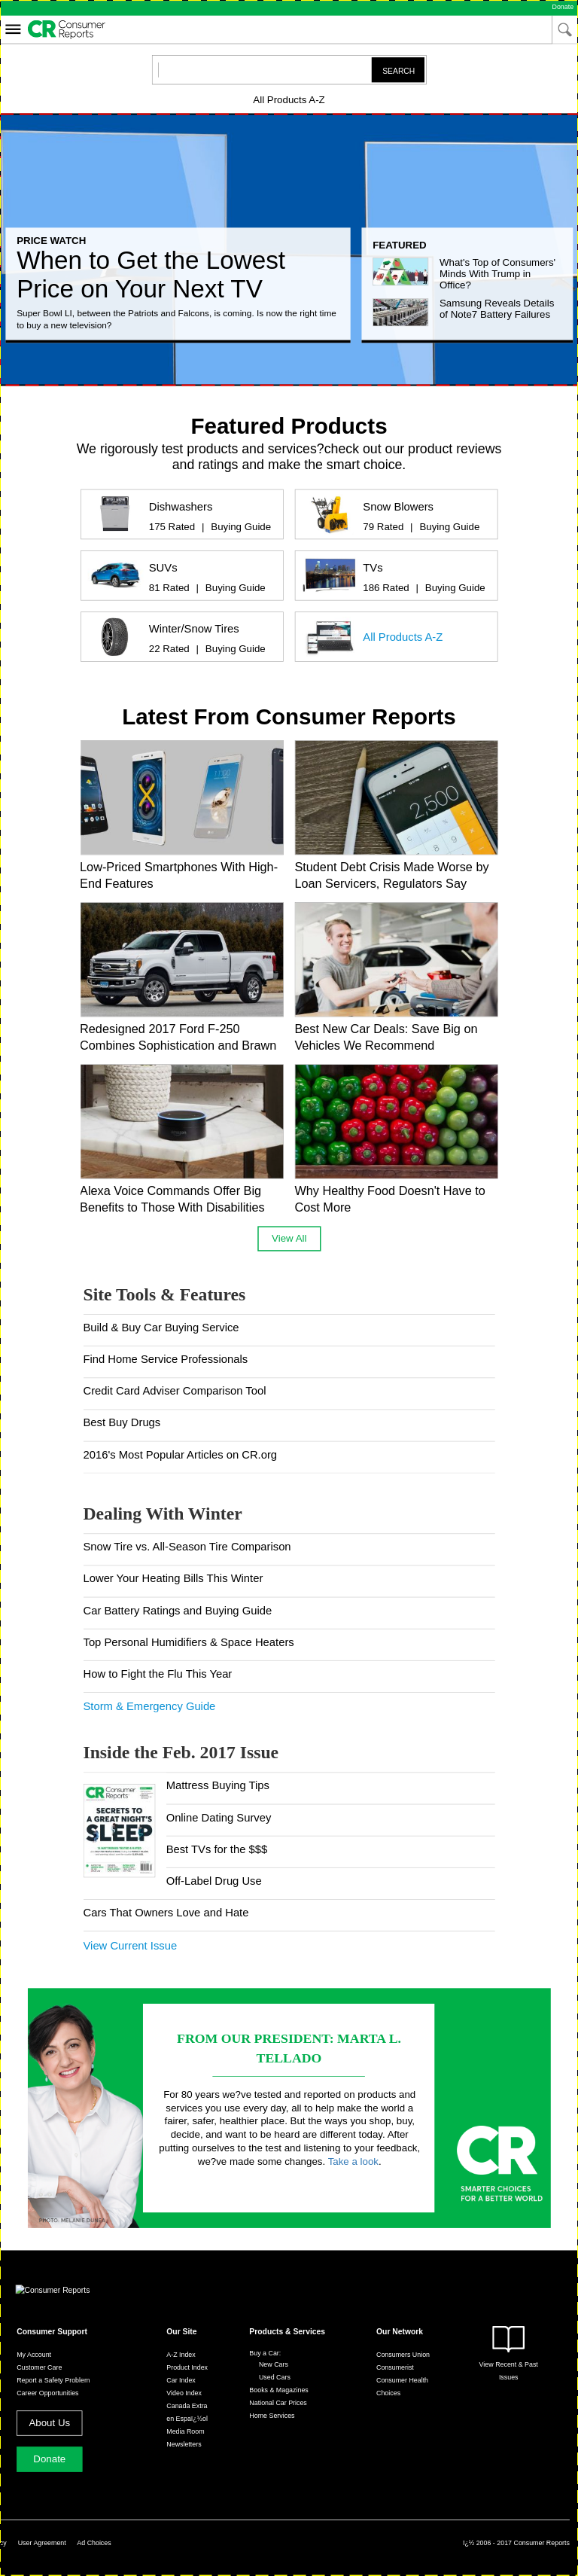 Donate
CR Consumer Reports
SEARCH
All Products A-Z
PRICE WATCH
When to Get the Lowest
Price on Your Next TV
Super Bowl LI, between the Patriots and Falcons, is coming. Is now the right time
to buy a new television?
FEATURED
What's Top of Consumers'
Minds With Trump in
Office?
Samsung Reveals Details
of Note7 Battery Failures
Featured Products
We rigorously test products and services?check out our product reviews
and ratings and make the smart choice.
Dishwashers
175 Rated | Buying Guide
Snow Blowers
79 Rated | Buying Guide
SUVs
81 Rated | Buying Guide
TVs
186 Rated | Buying Guide
Winter/Snow Tires
22 Rated | Buying Guide
All Products A-Z
Latest From Consumer Reports
2,500
Low-Priced Smartphones With High-
End Features
Student Debt Crisis Made Worse by
Loan Servicers, Regulators Say
Redesigned 2017 Ford F-250
Combines Sophistication and Brawn
Best New Car Deals: Save Big on
Vehicles We Recommend
Alexa Voice Commands Offer Big
Benefits to Those With Disabilities
Why Healthy Food Doesn't Have to
Cost More
View All
Site Tools & Features
Build & Buy Car Buying Service
Find Home Service Professionals
Credit Card Adviser Comparison Tool
Best Buy Drugs
2016's Most Popular Articles on CR.org
Dealing With Winter
Snow Tire vs. All-Season Tire Comparison
Lower Your Heating Bills This Winter
Car Battery Ratings and Buying Guide
Top Personal Humidifiers & Space Heaters
How to Fight the Flu This Year
Storm & Emergency Guide
Inside the Feb. 2017 Issue
CR Consumer Reports
SECRETS TO
A GREAT NIGHT'S
SLEEP
Mattress Buying Tips
Online Dating Survey
Best TVs for the $$$
Off-Label Drug Use
Cars That Owners Love and Hate
View Current Issue
FROM OUR PRESIDENT: MARTA L.
TELLADO
For 80 years we?ve tested and reported on products and
services you use every day, all to help make the world a
fairer, safer, healthier place. But the ways you shop, buy,
decide, and want to be heard are different today. After
putting ourselves to the test and listening to your feedback,
we?ve made some changes. Take a look.
PHOTO: MELANIE DUNEA
CR
SMARTER CHOICES
FOR A BETTER WORLD
Consumer Reports
Consumer Support
My Account
Customer Care
Report a Safety Problem
Career Opportunities
About Us
Donate
Our Site
A-Z Index
Product Index
Car Index
Video Index
Canada Extra
en Espaï¿½ol
Media Room
Newsletters
Products & Services
Buy a Car:
New Cars
Used Cars
Books & Magazines
National Car Prices
Home Services
Our Network
Consumers Union
Consumerist
Consumer Health
Choices
View Recent & Past
Issues
cy User Agreement Ad Choices
ï¿½ 2006 - 2017 Consumer Reports